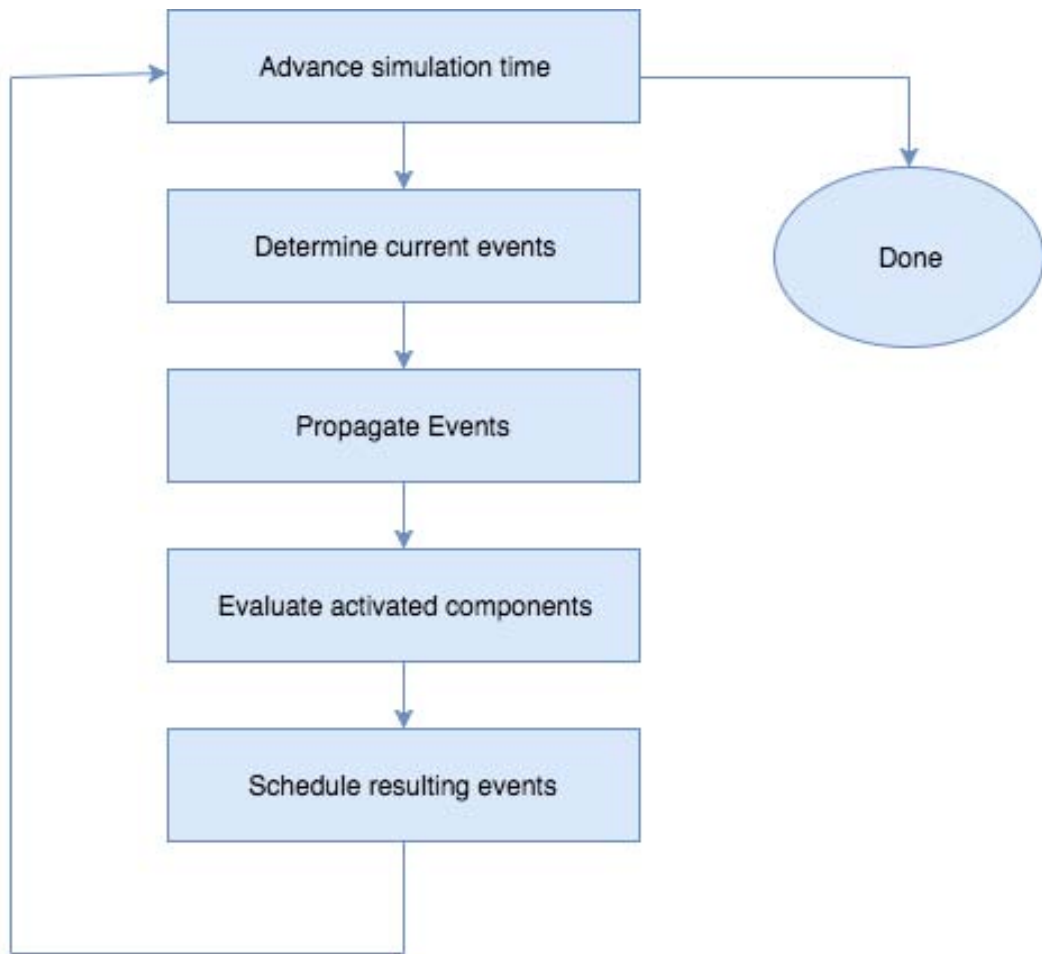 Advance simulation time
Determine current events
Done
Propagate Events
Evaluate activated components
Schedule resulting events